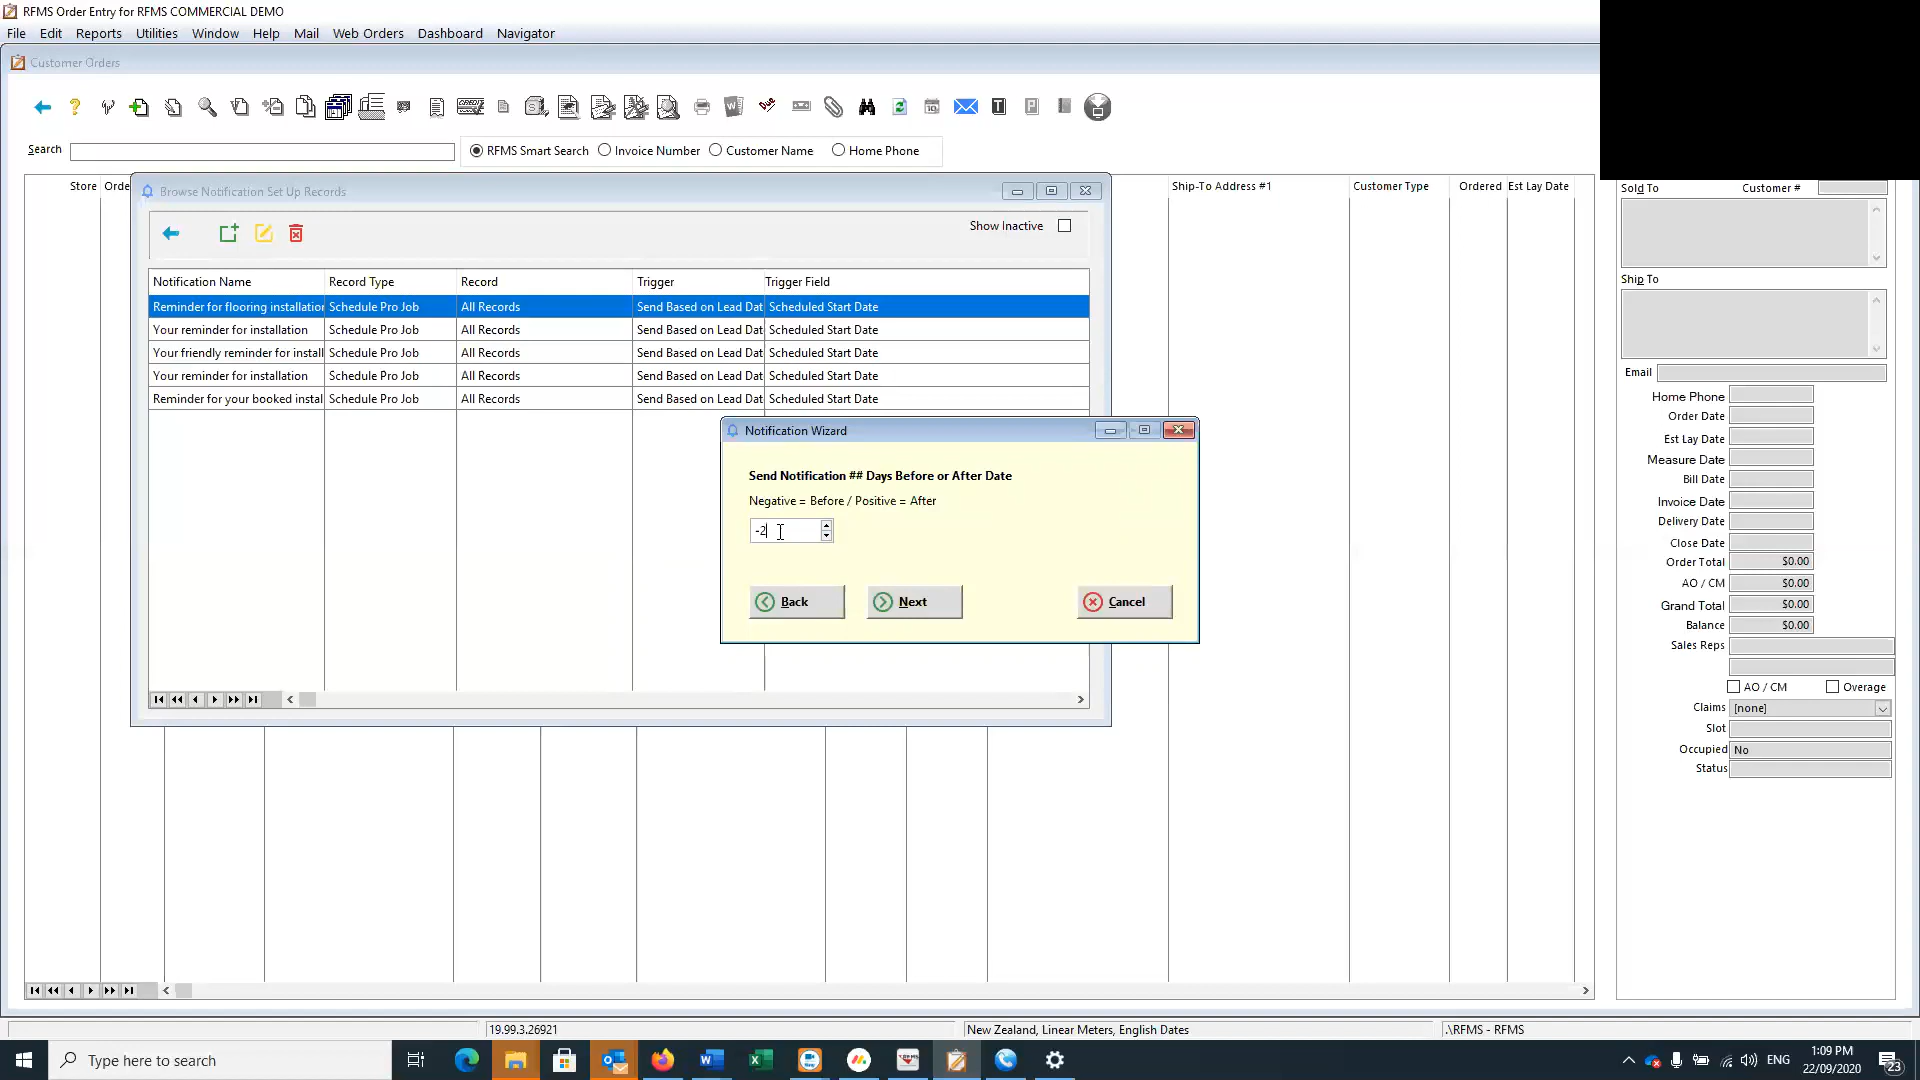 RFMS Order Entry for RFMS COMMERCIAL DEMO
File Edit Reports Utilities Window Help Mail Web Orders Dashboard Navigator
Customer Orders
Search RFMS Smart Search Invoice Number Customer Name Home Phone
Store Orde Ship-To Address #1 Customer Type Ordered Est Lay Date
Browse Notification Set Up Records
Show Inactive
Notification Name Record Type Record Trigger Trigger Field
Reminder for flooring installation Schedule Pro Job All Records Send Based on Lead Dat Scheduled Start Date
Your reminder for installation Schedule Pro Job All Records Send Based on Lead Dat Scheduled Start Date
Your friendly reminder for install Schedule Pro Job All Records Send Based on Lead Dat Scheduled Start Date
Your reminder for installation Schedule Pro Job All Records Send Based on Lead Dat Scheduled Start Date
Reminder for your booked instal Schedule Pro Job All Records Send Based on Lead Dat Scheduled Start Date
Notification Wizard
Send Notification ## Days Before or After Date
Negative = Before / Positive = After
-2
Back Next Cancel
Sold To Customer #
Ship To
Email
Home Phone
Order Date
Est Lay Date
Measure Date
Bill Date
Invoice Date
Delivery Date
Close Date
Order Total $0.00
AO / CM $0.00
Grand Total $0.00
Balance $0.00
Sales Reps
AO / CM Overage
Claims [none]
Slot
Occupied No
Status
19.99.3.26921 New Zealand, Linear Meters, English Dates .\RFMS - RFMS
Type here to search
ENG
1:09 PM
22/09/2020
23